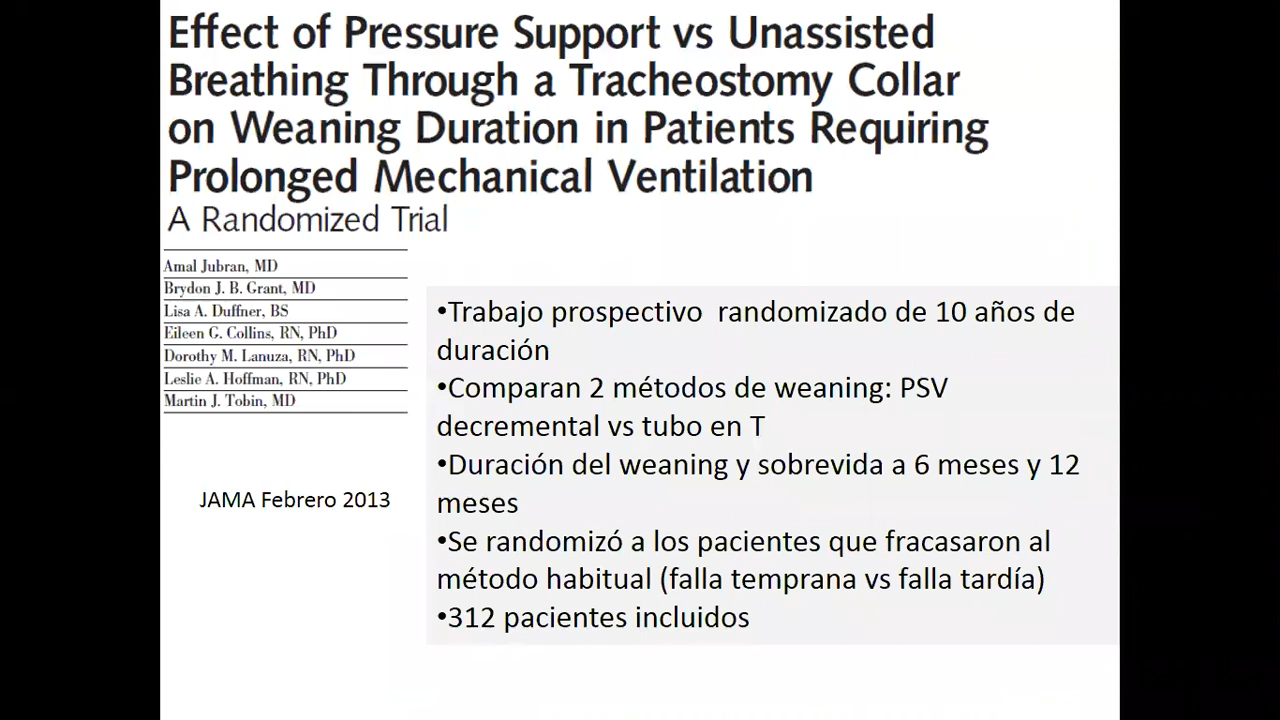 Effect of Pressure Support vs Unassisted
Breathing Through a Tracheostomy Collar
on Weaning Duration in Patients Requiring
Prolonged Mechanical Ventilation
A Randomized Trial
Amal Jubran, MD
Brydon J. B. Grant, MD
Lisa A. Duffner, BS
Eileen G. Collins, RN, PhD
Dorothy M. Lanuza, RN, PhD
Leslie A. Hoffman, RN, PhD
Martin J. Tobin, MD
JAMA Febrero 2013
•Trabajo prospectivo randomizado de 10 años de
duración
•Comparan 2 métodos de weaning: PSV
decremental vs tubo en T
•Duración del weaning y sobrevida a 6 meses y 12
meses
•Se randomizó a los pacientes que fracasaron al
método habitual (falla temprana vs falla tardía)
•312 pacientes incluidos